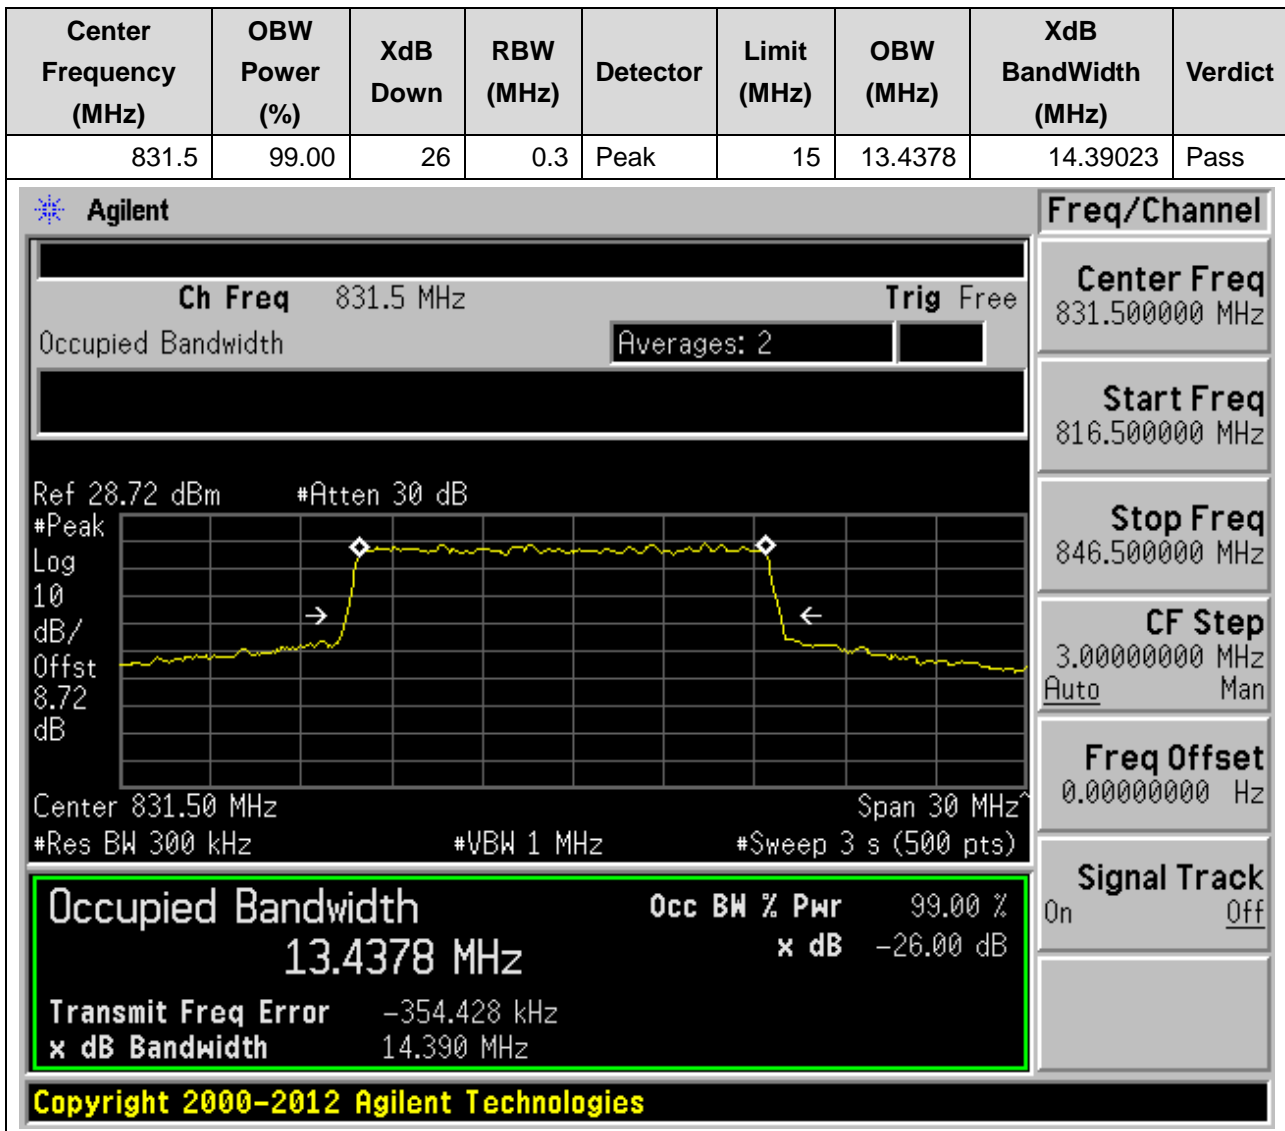 Center Frequency (MHz) OBW Power (%) XdB Down RBW (MHz) Detector Limit (MHz) OBW (MHz) XdB BandWidth (MHz) Verdict
831.5 99.00 26 0.3 Peak 15 13.4378 14.39023 Pass
Agilent
Ch Freq 831.5 MHz Trig Free
Occupied Bandwidth Averages: 2
Ref 28.72 dBm #Atten 30 dB
#Peak
Log
10
dB/
Offst
8.72
dB
Center 831.50 MHz Span 30 MHz^
#Res BW 300 kHz #VBW 1 MHz #Sweep 3 s (500 pts)
Occupied Bandwidth Occ BW % Pwr 99.00 %
13.4378 MHz x dB -26.00 dB
Transmit Freq Error -354.428 kHz
x dB Bandwidth 14.390 MHz
Freq/Channel
Center Freq
831.500000 MHz
Start Freq
816.500000 MHz
Stop Freq
846.500000 MHz
CF Step
3.00000000 MHz
Auto Man
Freq Offset
0.00000000 Hz
Signal Track
On Off
Copyright 2000-2012 Agilent Technologies